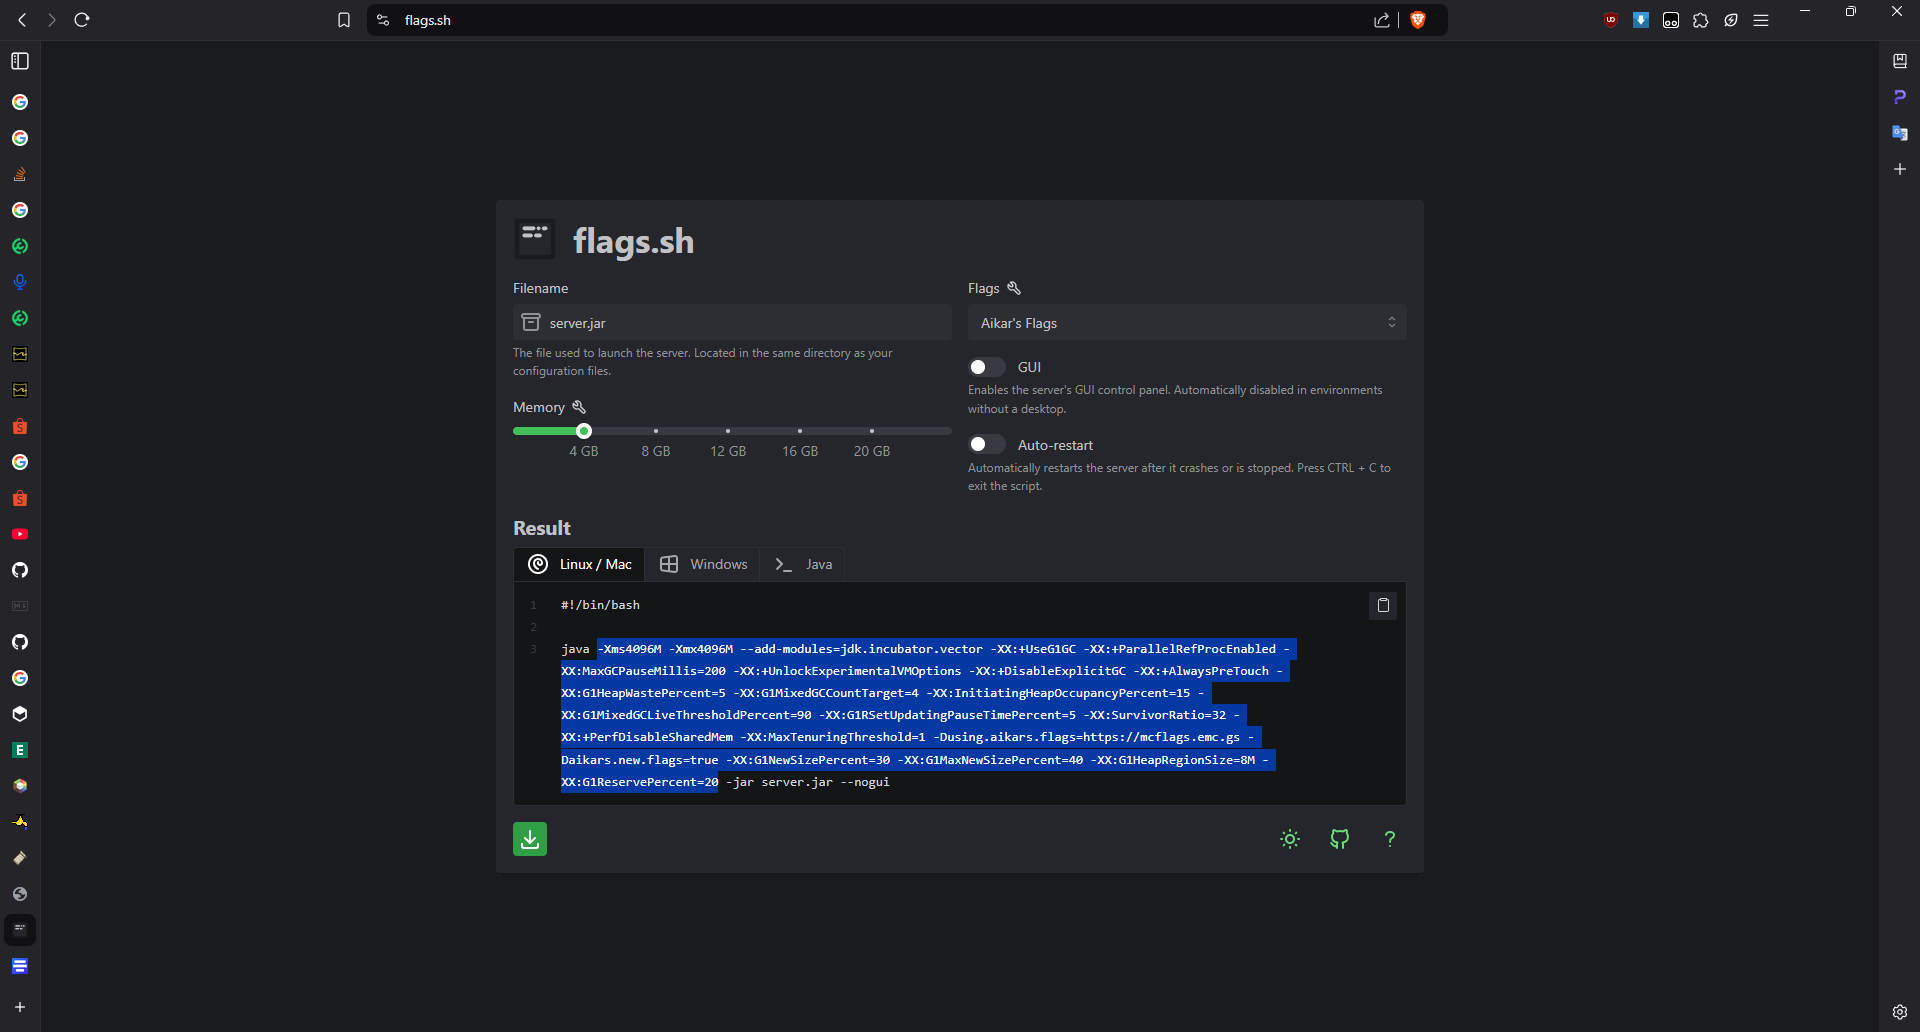 flags.sh
flags.sh
Filename
server.jar
The file used to launch the server. Located in the same directory as your
configuration files.
Memory
4 GB
8 GB
12 GB
16 GB
20 GB
Flags
Aikar's Flags
GUI
Enables the server's GUI control panel. Automatically disabled in environments
without a desktop.
Auto-restart
Automatically restarts the server after it crashes or is stopped. Press CTRL + C to
exit the script.
Result
Linux / Mac
Windows
Java
1 #!/bin/bash
2
3 java -Xms4096M -Xmx4096M --add-modules=jdk.incubator.vector -XX:+UseG1GC -XX:+ParallelRefProcEnabled -
XX:MaxGCPauseMillis=200 -XX:+UnlockExperimentalVMOptions -XX:+DisableExplicitGC -XX:+AlwaysPreTouch -
XX:G1HeapWastePercent=5 -XX:G1MixedGCCountTarget=4 -XX:InitiatingHeapOccupancyPercent=15 -
XX:G1MixedGCLiveThresholdPercent=90 -XX:G1RSetUpdatingPauseTimePercent=5 -XX:SurvivorRatio=32 -
XX:+PerfDisableSharedMem -XX:MaxTenuringThreshold=1 -Dusing.aikars.flags=https://mcflags.emc.gs -
Daikars.new.flags=true -XX:G1NewSizePercent=30 -XX:G1MaxNewSizePercent=40 -XX:G1HeapRegionSize=8M -
XX:G1ReservePercent=20 -jar server.jar --nogui